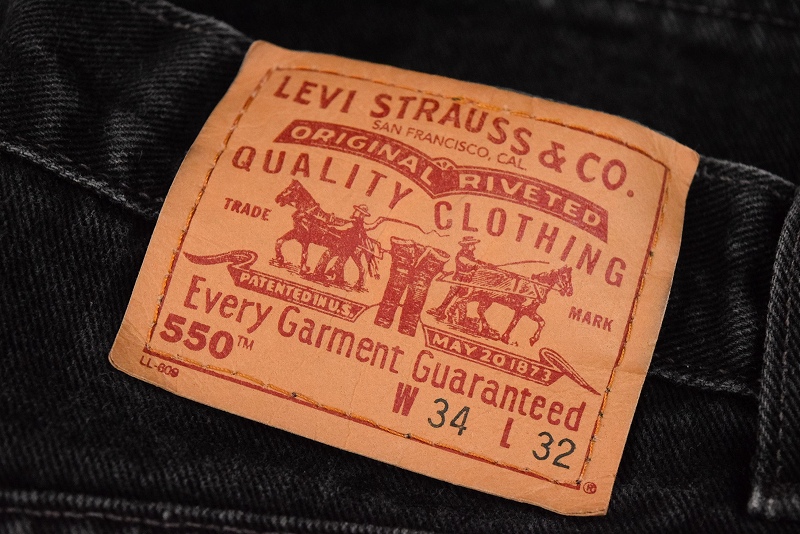 LEVI STRAUSS & CO.
SAN FRANCISCO, CAL.
ORIGINAL RIVETED
QUALITY CLOTHING
TRADE MARK
PATENTED IN U.S. MAY 20 1873
Every Garment Guaranteed
550™
W 34 L 32
LL-609 ®